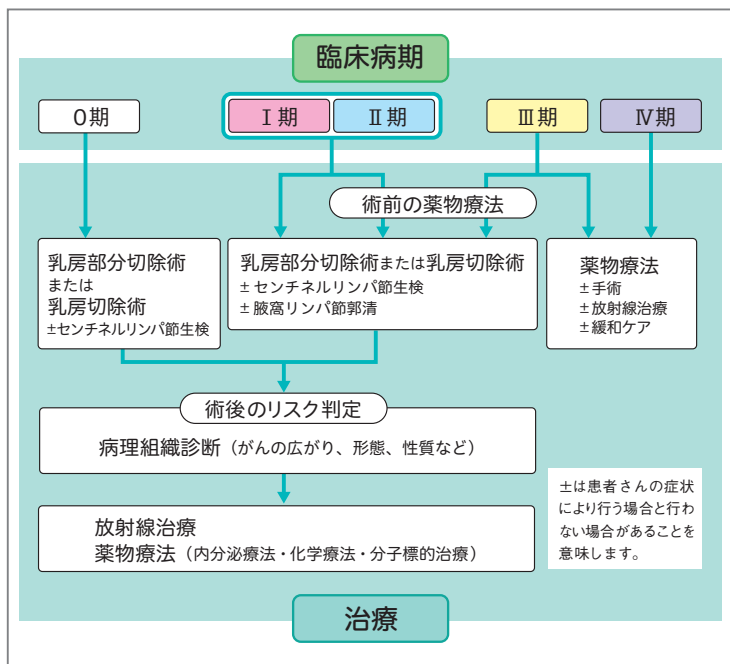 臨床病期
0期
Ⅰ期
Ⅱ期
Ⅲ期
Ⅳ期
術前の薬物療法
乳房部分切除術
または
乳房切除術
±センチネルリンパ節生検
乳房部分切除術または乳房切除術
±センチネルリンパ節生検
±腋窩リンパ節郭清
薬物療法
±手術
±放射線治療
±緩和ケア
術後のリスク判定
病理組織診断（がんの広がり、形態、性質など）
放射線治療
薬物療法（内分泌療法・化学療法・分子標的治療）
±は患者さんの症状
により行う場合と行わ
ない場合があることを
意味します。
治療